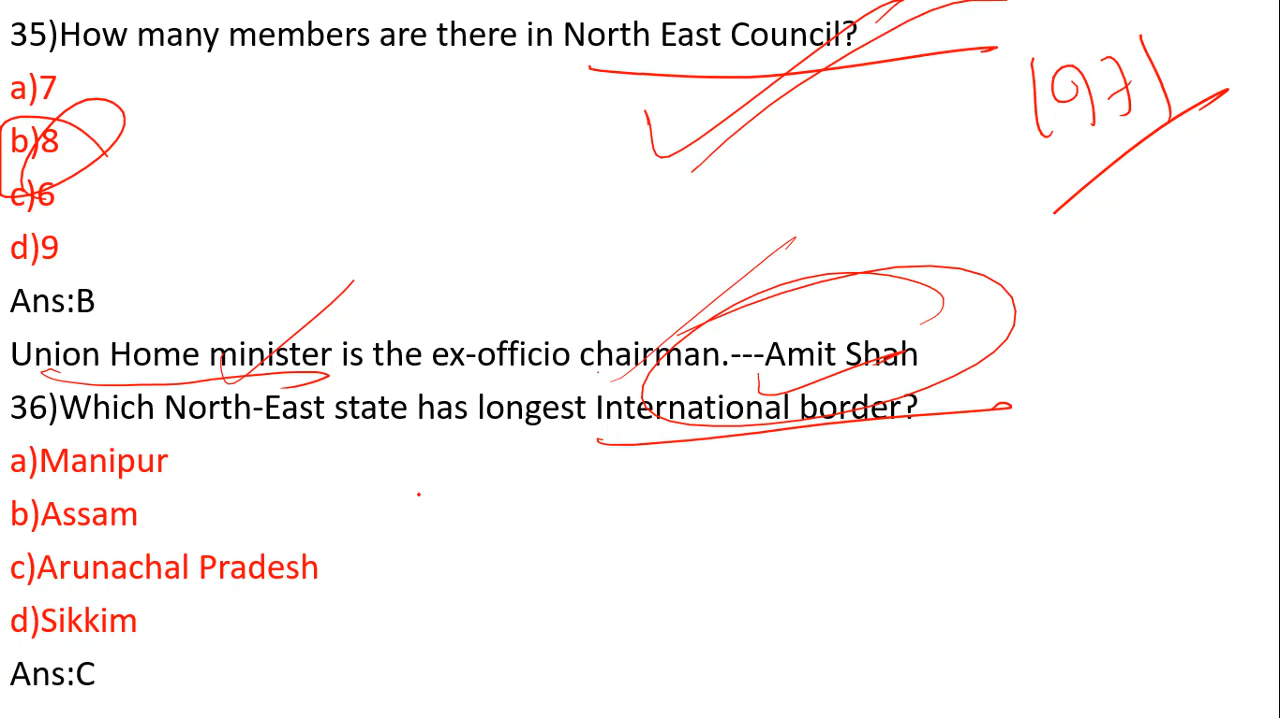 35)How many members are there in North East Council?
1971
a)7
b)8
c)6
d)9
Ans:B
Union Home minister is the ex-officio chairman.---Amit Shah
36)Which North-East state has longest International border?
a)Manipur
b)Assam
c)Arunachal Pradesh
d)Sikkim
Ans:C